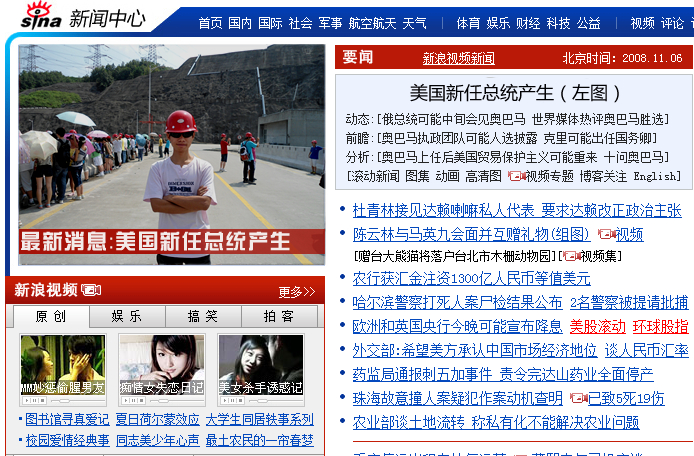 sina 新闻中心
首页 国内 国际 社会 军事 航空航天 天气 | 体育 娱乐 财经 科技 公益 | 视频 评论
最新消息:美国新任总统产生
要闻 新浪视频新闻 北京时间：2008.11.06
美国新任总统产生（左图）
动态:[俄总统可能中旬会见奥巴马 世界媒体热评奥巴马胜选]
前瞻:[奥巴马执政团队可能人选披露 克里可能出任国务卿]
分析:[奥巴马上任后美国贸易保护主义可能重来 十问奥巴马]
[滚动新闻 图集 动画 高清图 视频专题 博客关注 English]
杜青林接见达赖喇嘛私人代表 要求达赖改正政治主张
陈云林与马英九会面并互赠礼物(组图) 视频
[赠台大熊猫将落户台北市木栅动物园][视频集]
农行获汇金注资1300亿人民币等值美元
哈尔滨警察打死人案尸检结果公布 2名警察被提请批捕
欧洲和英国央行今晚可能宣布降息 美股滚动 环球股指
外交部:希望美方承认中国市场经济地位 谈人民币汇率
药监局通报刺五加事件 责令完达山药业全面停产
珠海故意撞人案疑犯作案动机查明 已致5死19伤
农业部谈土地流转 称私有化不能解决农业问题
新浪视频 更多>>
原 创 娱 乐 搞 笑 拍 客
MM妙惩偷腥男友 痴情女失恋日记 美女杀手诱惑记
图书馆寻真爱记 夏日荷尔蒙效应 大学生同居轶事系列
校园爱情经典事 同志美少年心声 最土农民的一帘春梦